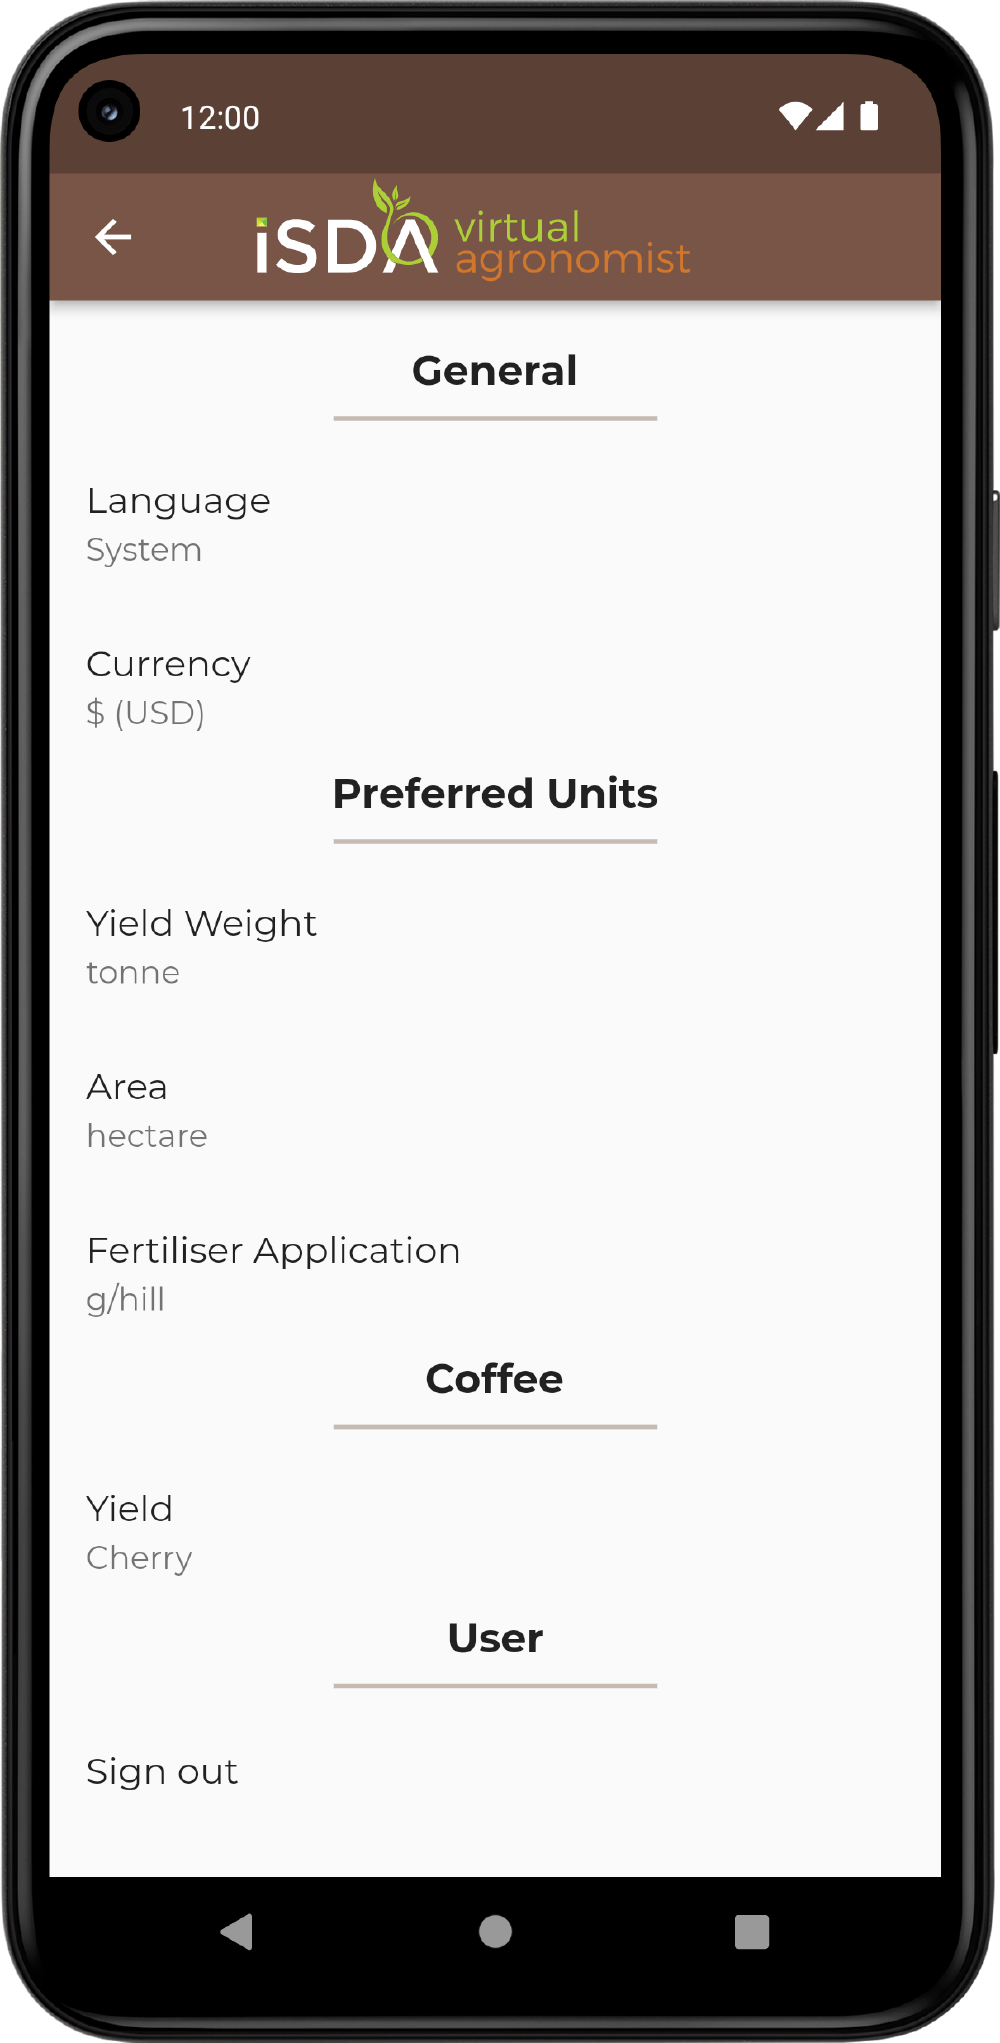 12:00
iSDA virtual
agronomist
General
Language
System
Currency
$ (USD)
Preferred Units
Yield Weight
tonne
Area
hectare
Fertiliser Application
g/hill
Coffee
Yield
Cherry
User
Sign out